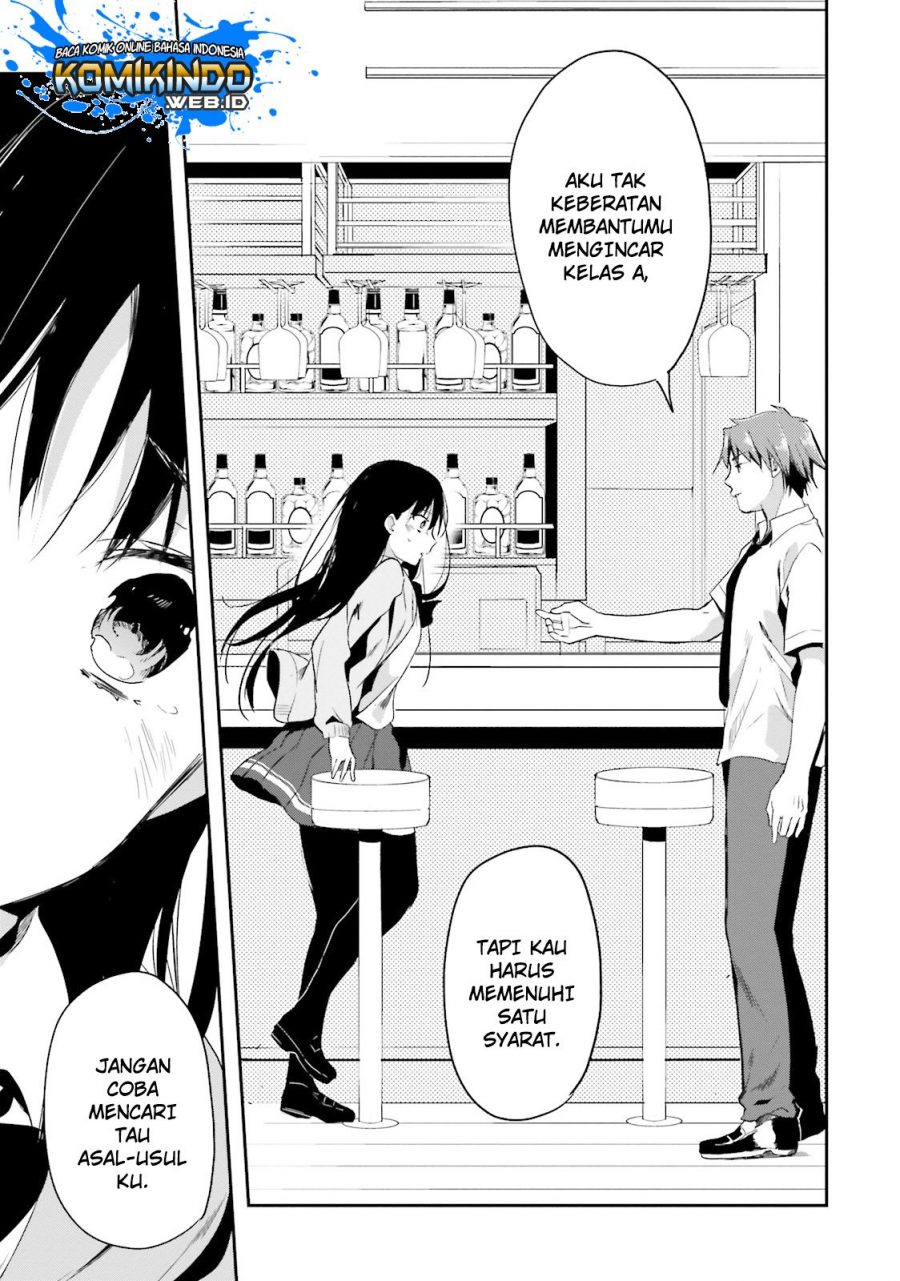 BACA KOMIK ONLINE BAHASA INDONESIA
KOMIKINDO
WEB.ID
AKU TAK
KEBERATAN
MEMBANTUMU
MENGINCAR
KELAS A,
TAPI KAU
HARUS
MEMENUHI
SATU
SYARAT.
JANGAN
COBA
MENCARI
TAU
ASAL-USUL
KU.